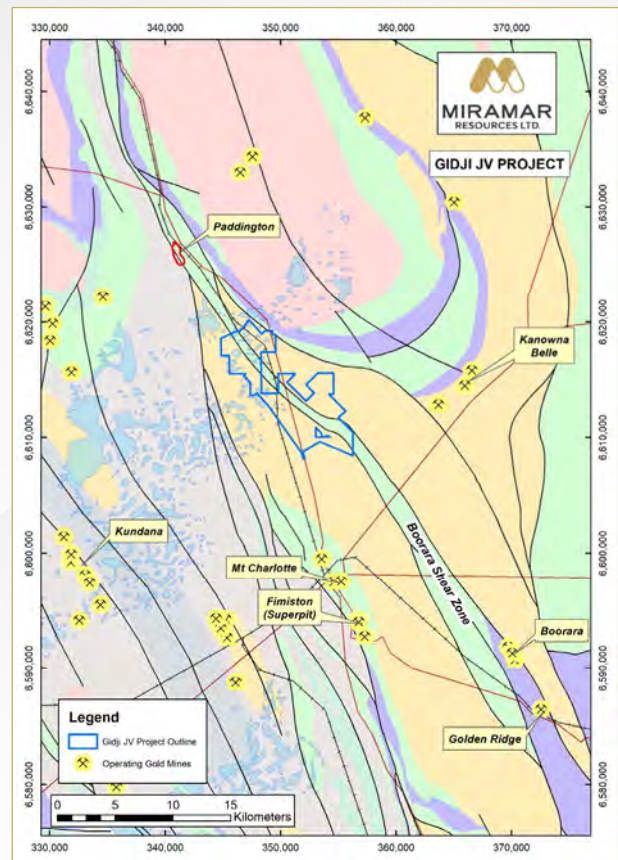 330,000 340,000 350,000 360,000 370,000
6,640,000 6,640,000
MIRAMAR
RESOURCES LTD.
GIDJI JV PROJECT
6,630,000 6,630,000
Paddington
6,620,000 6,620,000
Kanowna
Belle
6,610,000 6,610,000
Boorara Shear Zone
6,600,000 6,600,000
Kundana
Mt Charlotte
Fimiston
(Superpit)
Boorara
6,590,000 6,590,000
Golden Ridge
Legend
Gidji JV Project Outline
Operating Gold Mines
6,580,000 6,580,000
0 5 10 15
Kilometers
330,000 340,000 350,000 360,000 370,000